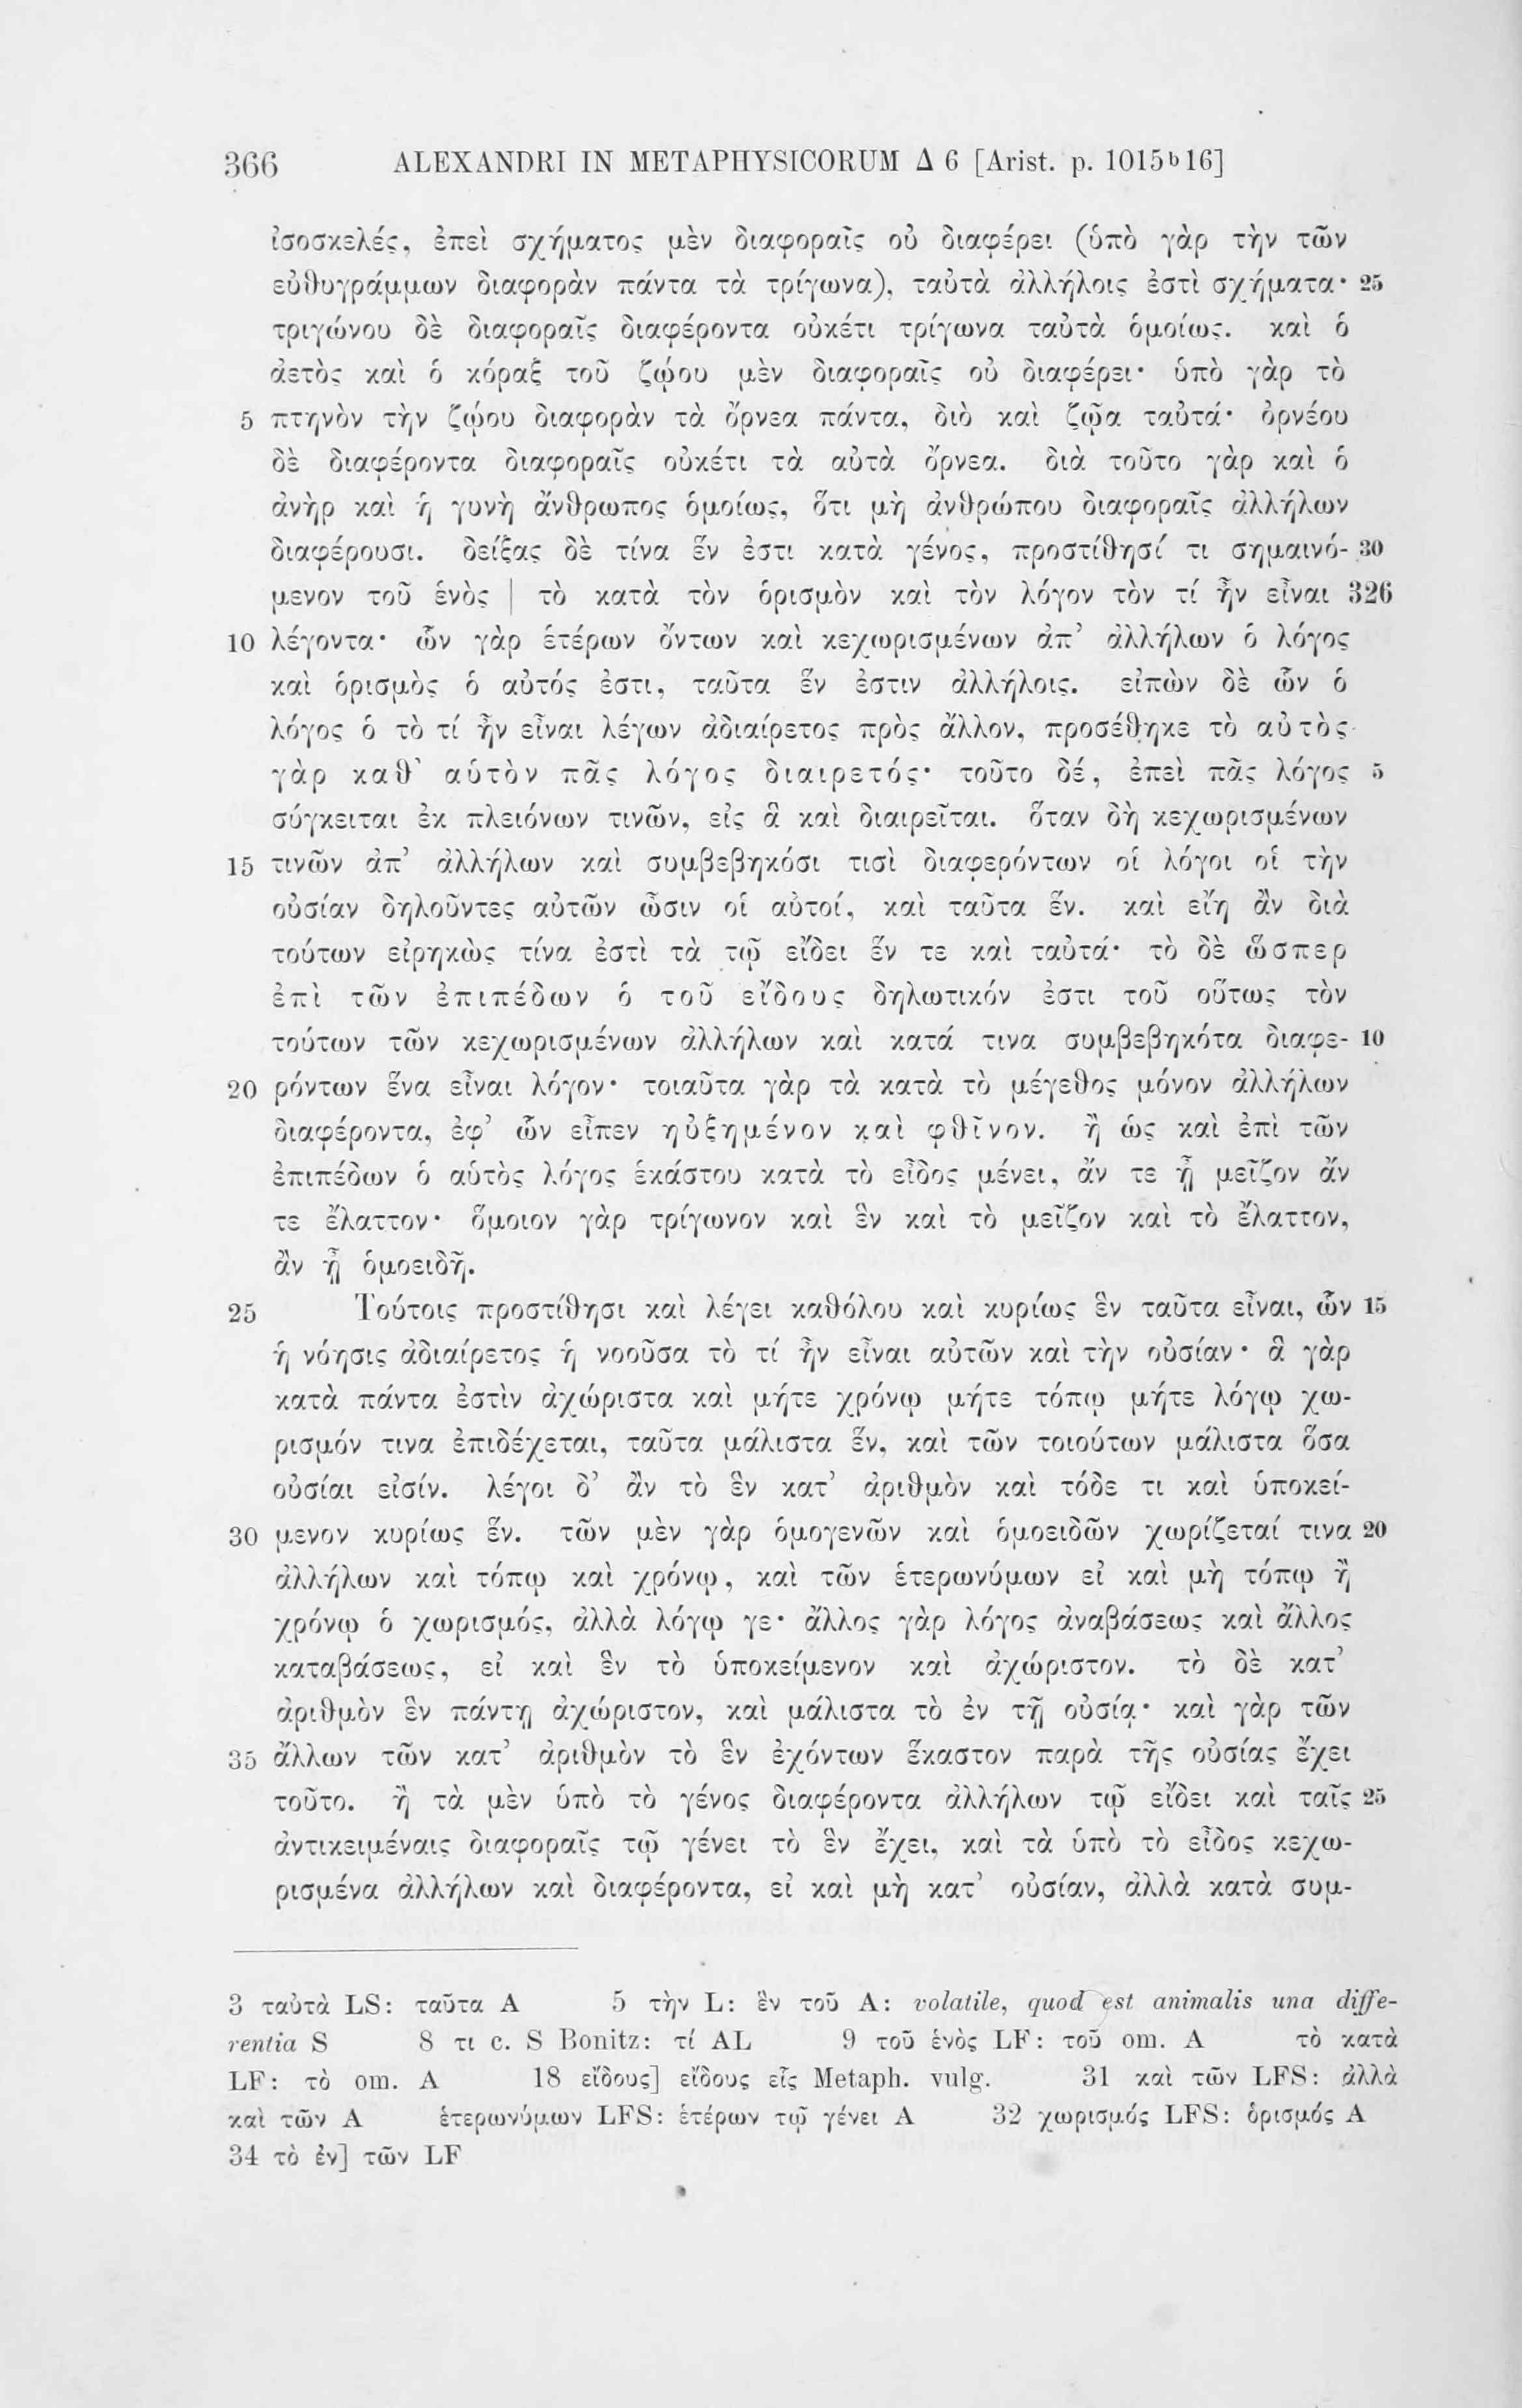 366 ALEXANDRI IN METAPHYSICORUM Δ 6 [Arist. p. 1015b16]
ἰσοσκελές, ἐπεὶ σχήματος μὲν διαφοραῖς οὐ διαφέρει (ὑπὸ γὰρ τὴν τῶν
εὐθυγράμμων διαφορὰν πάντα τὰ τρίγωνα), ταὐτὰ ἀλλήλοις ἐστὶ σχήματα· 25
τριγώνου δὲ διαφοραῖς διαφέροντα οὐκέτι τρίγωνα ταὐτὰ ὁμοίως. καὶ ὁ
ἀετὸς καὶ ὁ κόραξ τοῦ ζῴου μὲν διαφοραῖς οὐ διαφέρει· ὑπὸ γὰρ τὸ
5 πτηνὸν τὴν ζῴου διαφορὰν τὰ ὄρνεα πάντα, διὸ καὶ ζῷα ταὐτά· ὀρνέου
δὲ διαφέροντα διαφοραῖς οὐκέτι τὰ αὐτὰ ὄρνεα. διὰ τοῦτο γὰρ καὶ ὁ
ἀνὴρ καὶ ἡ γυνὴ ἄνθρωπος ὁμοίως, ὅτι μὴ ἀνθρώπου διαφοραῖς ἀλλήλων
διαφέρουσι. δείξας δὲ τίνα ἕν ἐστι κατὰ γένος, προστίθησί τι σημαινό- 30
μενον τοῦ ἑνὸς | τὸ κατὰ τὸν ὁρισμὸν καὶ τὸν λόγον τὸν τί ἦν εἶναι 326
10 λέγοντα· ὧν γὰρ ἑτέρων ὄντων καὶ κεχωρισμένων ἀπ’ ἀλλήλων ὁ λόγος
καὶ ὁρισμὸς ὁ αὐτός ἐστι, ταῦτα ἕν ἐστιν ἀλλήλοις. εἰπὼν δὲ ὧν ὁ
λόγος ὁ τὸ τί ἦν εἶναι λέγων ἀδιαίρετος πρὸς ἄλλον, προσέθηκε τὸ αὐτὸς
γὰρ καθ’ αὑτὸν πᾶς λόγος διαιρετός· τοῦτο δέ, ἐπεὶ πᾶς λόγος 5
σύγκειται ἐκ πλειόνων τινῶν, εἰς ἃ καὶ διαιρεῖται. ὅταν δὴ κεχωρισμένων
15 τινῶν ἀπ’ ἀλλήλων καὶ συμβεβηκόσι τισὶ διαφερόντων οἱ λόγοι οἱ τὴν
οὐσίαν δηλοῦντες αὐτῶν ὦσιν οἱ αὐτοί, καὶ ταῦτα ἕν. καὶ εἴη ἂν διὰ
τούτων εἰρηκὼς τίνα ἐστὶ τὰ τῷ εἴδει ἕν τε καὶ ταὐτά· τὸ δὲ ὥσπερ
ἐπὶ τῶν ἐπιπέδων ὁ τοῦ εἴδους δηλωτικόν ἐστι τοῦ οὕτως τὸν
τούτων τῶν κεχωρισμένων ἀλλήλων καὶ κατά τινα συμβεβηκότα διαφε- 10
20 ρόντων ἕνα εἶναι λόγον· τοιαῦτα γὰρ τὰ κατὰ τὸ μέγεθος μόνον ἀλλήλων
διαφέροντα, ἐφ’ ὧν εἶπεν ηὐξημένον καὶ φθῖνον. ἢ ὡς καὶ ἐπὶ τῶν
ἐπιπέδων ὁ αὐτὸς λόγος ἑκάστου κατὰ τὸ εἶδος μένει, ἄν τε ᾖ μεῖζον ἄν
τε ἔλαττον· ὅμοιον γὰρ τρίγωνον καὶ ἓν καὶ τὸ μεῖζον καὶ τὸ ἔλαττον,
ἂν ᾖ ὁμοειδῆ.
25 Τούτοις προστίθησι καὶ λέγει καθόλου καὶ κυρίως ἓν ταῦτα εἶναι, ὧν 15
ἡ νόησις ἀδιαίρετος ἡ νοοῦσα τὸ τί ἦν εἶναι αὐτῶν καὶ τὴν οὐσίαν· ἃ γὰρ
κατὰ πάντα ἐστὶν ἀχώριστα καὶ μήτε χρόνῳ μήτε τόπῳ μήτε λόγῳ χω-
ρισμόν τινα ἐπιδέχεται, ταῦτα μάλιστα ἕν, καὶ τῶν τοιούτων μάλιστα ὅσα
οὐσίαι εἰσίν. λέγοι δ’ ἂν τὸ ἓν κατ’ ἀριθμὸν καὶ τόδε τι καὶ ὑποκεί-
30 μενον κυρίως ἕν. τῶν μὲν γὰρ ὁμογενῶν καὶ ὁμοειδῶν χωρίζεταί τινα 20
ἀλλήλων καὶ τόπῳ καὶ χρόνῳ, καὶ τῶν ἑτερωνύμων εἰ καὶ μὴ τόπῳ ἢ
χρόνῳ ὁ χωρισμός, ἀλλὰ λόγῳ γε· ἄλλος γὰρ λόγος ἀναβάσεως καὶ ἄλλος
καταβάσεως, εἰ καὶ ἓν τὸ ὑποκείμενον καὶ ἀχώριστον. τὸ δὲ κατ’
ἀριθμὸν ἓν πάντῃ ἀχώριστον, καὶ μάλιστα τὸ ἐν τῇ οὐσίᾳ· καὶ γὰρ τῶν
35 ἄλλων τῶν κατ’ ἀριθμὸν τὸ ἓν ἐχόντων ἕκαστον παρὰ τῆς οὐσίας ἔχει
τοῦτο. ἢ τὰ μὲν ὑπὸ τὸ γένος διαφέροντα ἀλλήλων τῷ εἴδει καὶ ταῖς 25
ἀντικειμέναις διαφοραῖς τῷ γένει τὸ ἓν ἔχει, καὶ τὰ ὑπὸ τὸ εἶδος κεχω-
ρισμένα ἀλλήλων καὶ διαφέροντα, εἰ καὶ μὴ κατ’ οὐσίαν, ἀλλὰ κατὰ συμ-
3 ταὐτὰ LS: ταῦτα A 5 τὴν L: ἓν τοῦ A: volatile, quod est animalis una diffe-
rentia S 8 τι c. S Bonitz: τί AL 9 τοῦ ἑνὸς LF: τοῦ om. A τὸ κατὰ
LF: τὸ om. A 18 εἴδους] εἴδους εἷς Metaph. vulg. 31 καὶ τῶν LFS: ἀλλὰ
καὶ τῶν A ἑτερωνύμων LFS: ἑτέρων τῷ γένει A 32 χωρισμός LFS: ὁρισμός A
34 τὸ ἐν] τῶν LF